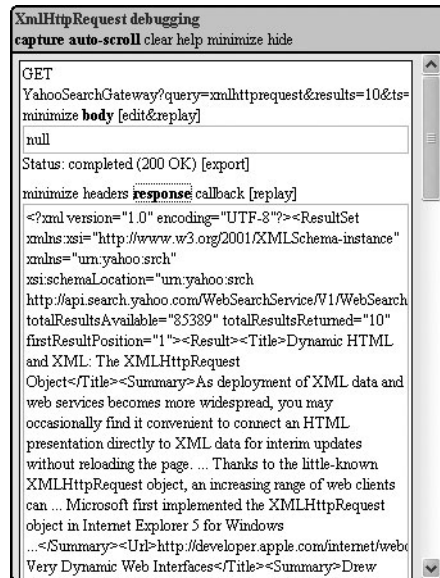 XmlHttpRequest debugging
capture auto-scroll clear help minimize hide
GET
YahooSearchGateway?query=xmlhttprequest&results=10&ts=
minimize body [edit&replay]
null
Status: completed (200 OK) [export]
minimize headers response callback [replay]
<?xml version="1.0" encoding="UTF-8"?><ResultSet
xmlns:xsi="http://www.w3.org/2001/XMLSchema-instance"
xmlns="urn:yahoo:srch"
xsi:schemaLocation="urn:yahoo:srch
http://api.search.yahoo.com/WebSearchService/V1/WebSearch
totalResultsAvailable="85389" totalResultsReturned="10"
firstResultPosition="1"><Result><Title>Dynamic HTML
and XML: The XMLHttpRequest
Object</Title><Summary>As deployment of XML data and
web services becomes more widespread, you may
occasionally find it convenient to connect an HTML
presentation directly to XML data for interim updates
without reloading the page. ... Thanks to the little-known
XMLHttpRequest object, an increasing range of web clients
can ... Microsoft first implemented the XMLHttpRequest
object in Internet Explorer 5 for Windows
...</Summary><Url>http://developer.apple.com/internet/webc
Very Dynamic Web Interfaces</Title><Summary>Drew